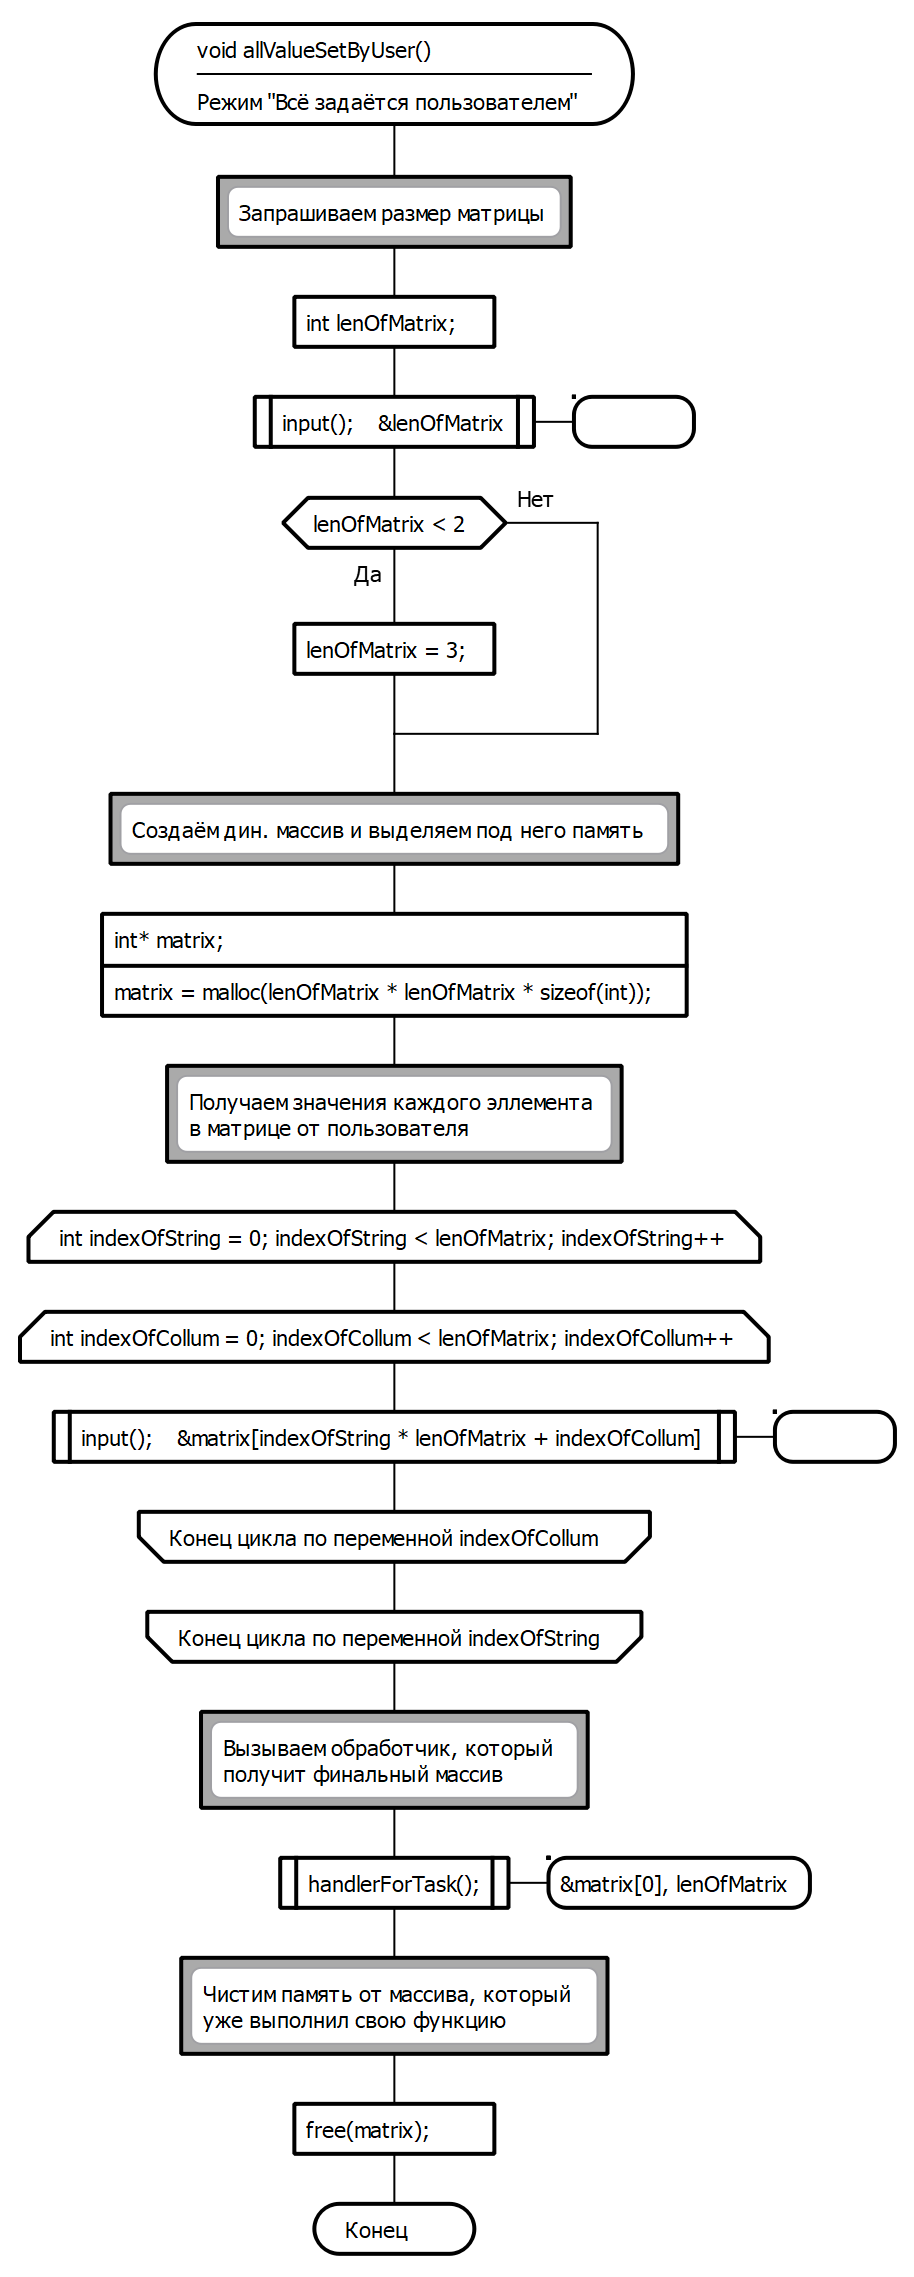 void allValueSetByUser()
Режим "Всё задаётся пользователем"
Запрашиваем размер матрицы
int lenOfMatrix;
input();    &lenOfMatrix
lenOfMatrix < 2
Нет
Да
lenOfMatrix = 3;
Создаём дин. массив и выделяем под него память
int* matrix;
matrix = malloc(lenOfMatrix * lenOfMatrix * sizeof(int));
Получаем значения каждого эллемента
в матрице от пользователя
int indexOfString = 0; indexOfString < lenOfMatrix; indexOfString++
int indexOfCollum = 0; indexOfCollum < lenOfMatrix; indexOfCollum++
input();    &matrix[indexOfString * lenOfMatrix + indexOfCollum]
Конец цикла по переменной indexOfCollum
Конец цикла по переменной indexOfString
Вызываем обработчик, который
получит финальный массив
handlerForTask();
&matrix[0], lenOfMatrix
Чистим память от массива, который
уже выполнил свою функцию
free(matrix);
Конец